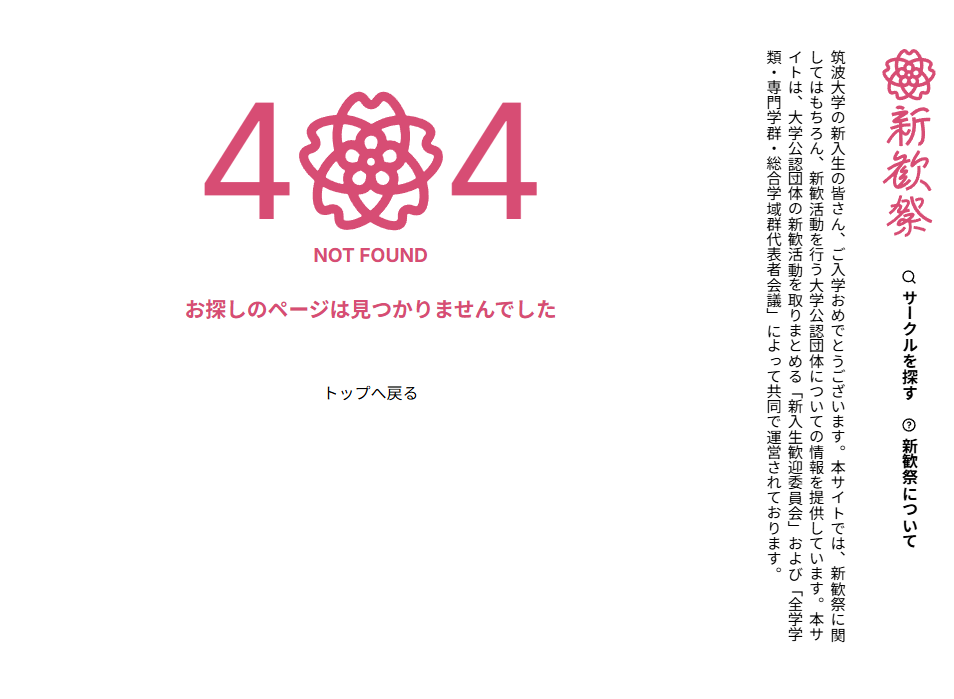 4 4
NOT FOUND
お探しのページは見つかりませんでした
トップへ戻る
新歓祭
サークルを探す
新歓祭について
筑波大学の新入生の皆さん、ご入学おめでとうございます。本サイトでは、新歓祭に関
してはもちろん、新歓活動を行う大学公認団体についての情報を提供しています。本サ
イトは、大学公認団体の新歓活動を取りまとめる「新入生歓迎委員会」および「全学学
類・専門学群・総合学域群代表者会議」によって共同で運営されております。